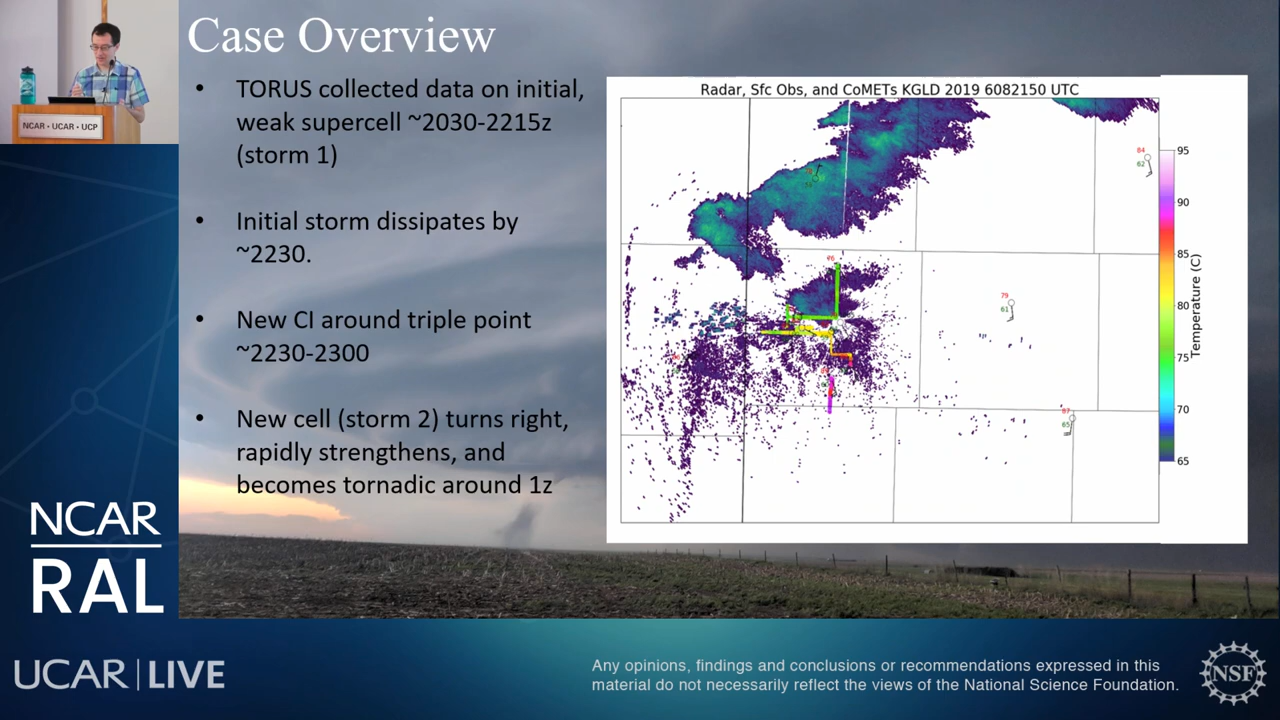 Case Overview
NCAR • UCAR • UCP
• TORUS collected data on initial,
weak supercell ~2030-2215z
(storm 1)
• Initial storm dissipates by
~2230.
• New CI around triple point
~2230-2300
• New cell (storm 2) turns right,
rapidly strengthens, and
becomes tornadic around 1z
Radar, Sfc Obs, and CoMETs KGLD 2019 6082150 UTC
84
62
76
79
61
87
65
95
90
85
80
75
70
65
Temperature (C)
NCAR
RAL
UCAR | LIVE
Any opinions, findings and conclusions or recommendations expressed in this
material do not necessarily reflect the views of the National Science Foundation.
NSF